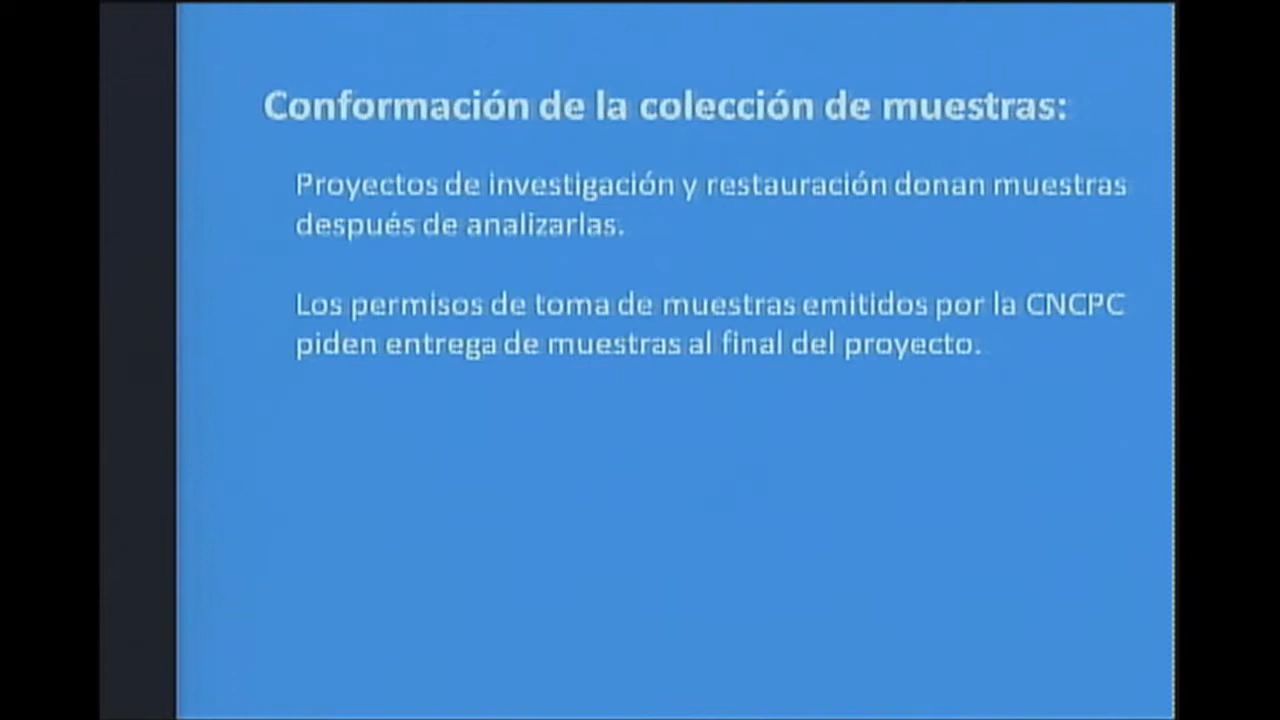 Conformación de la colección de muestras:
Proyectos de investigación y restauración donan muestras
después de analizarlas.
Los permisos de toma de muestras emitidos por la CNCPC
piden entrega de muestras al final del proyecto.